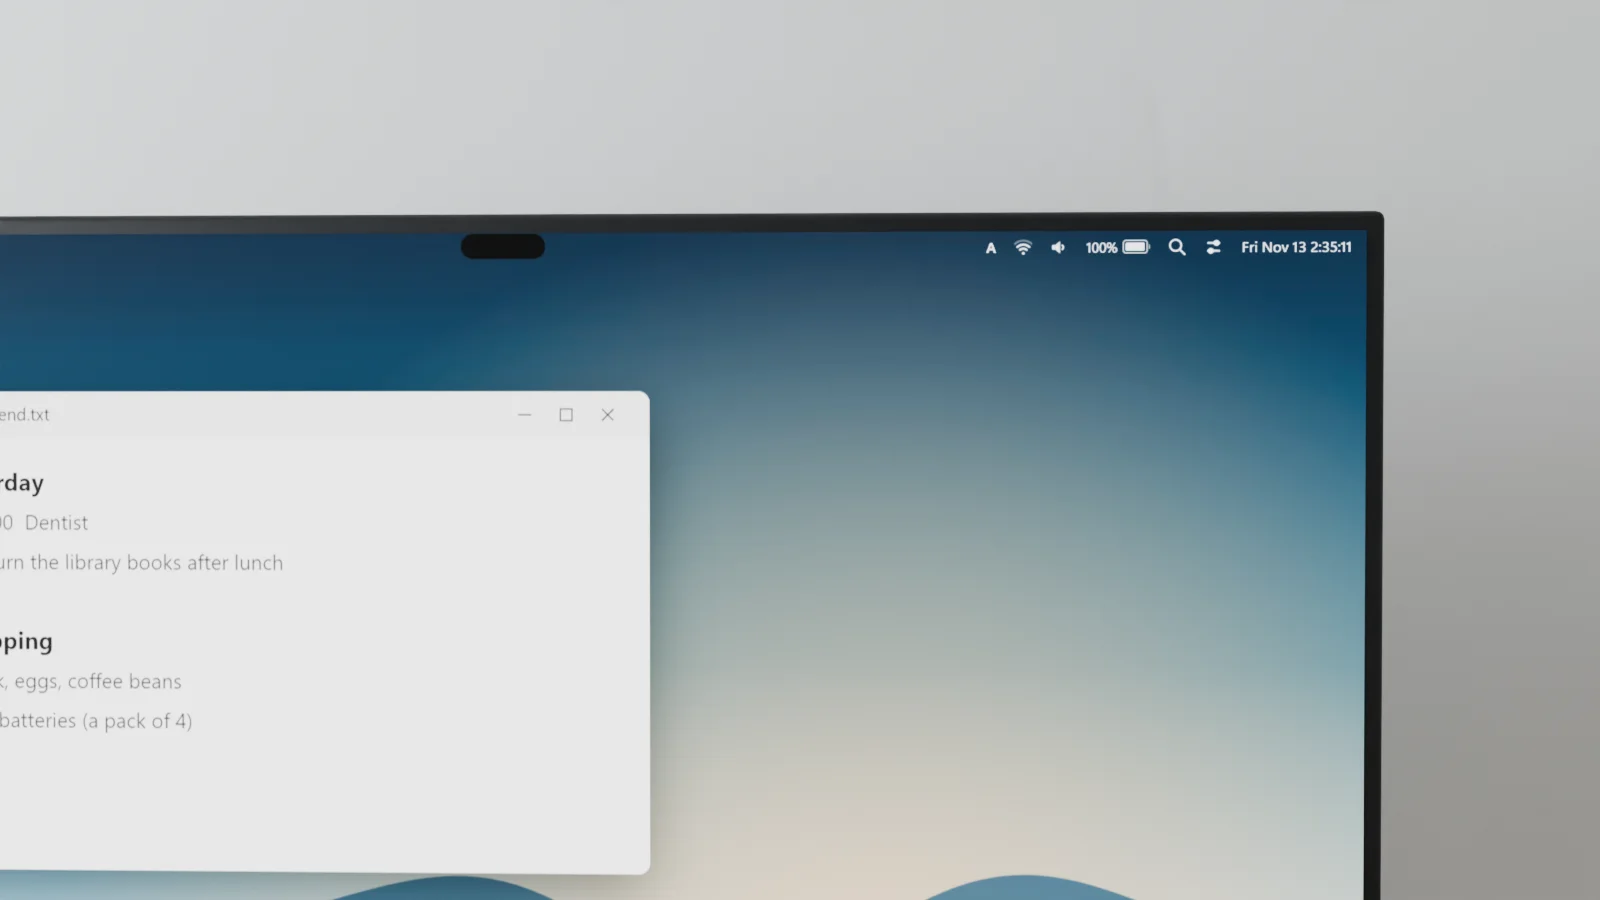 A 100% Fri Nov 13 2:35:11
end.txt
rday
00 Dentist
urn the library books after lunch
pping
k, eggs, coffee beans
batteries (a pack of 4)